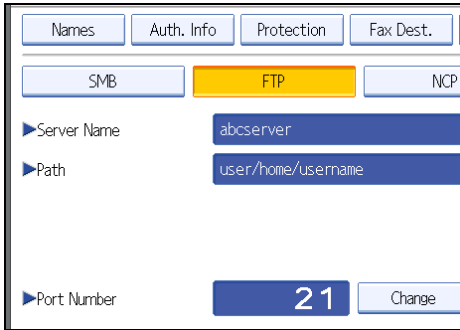 Names Auth. Info Protection Fax Dest.
SMB FTP NCP
▶Server Name abcserver
▶Path user/home/username
▶Port Number 21 Change